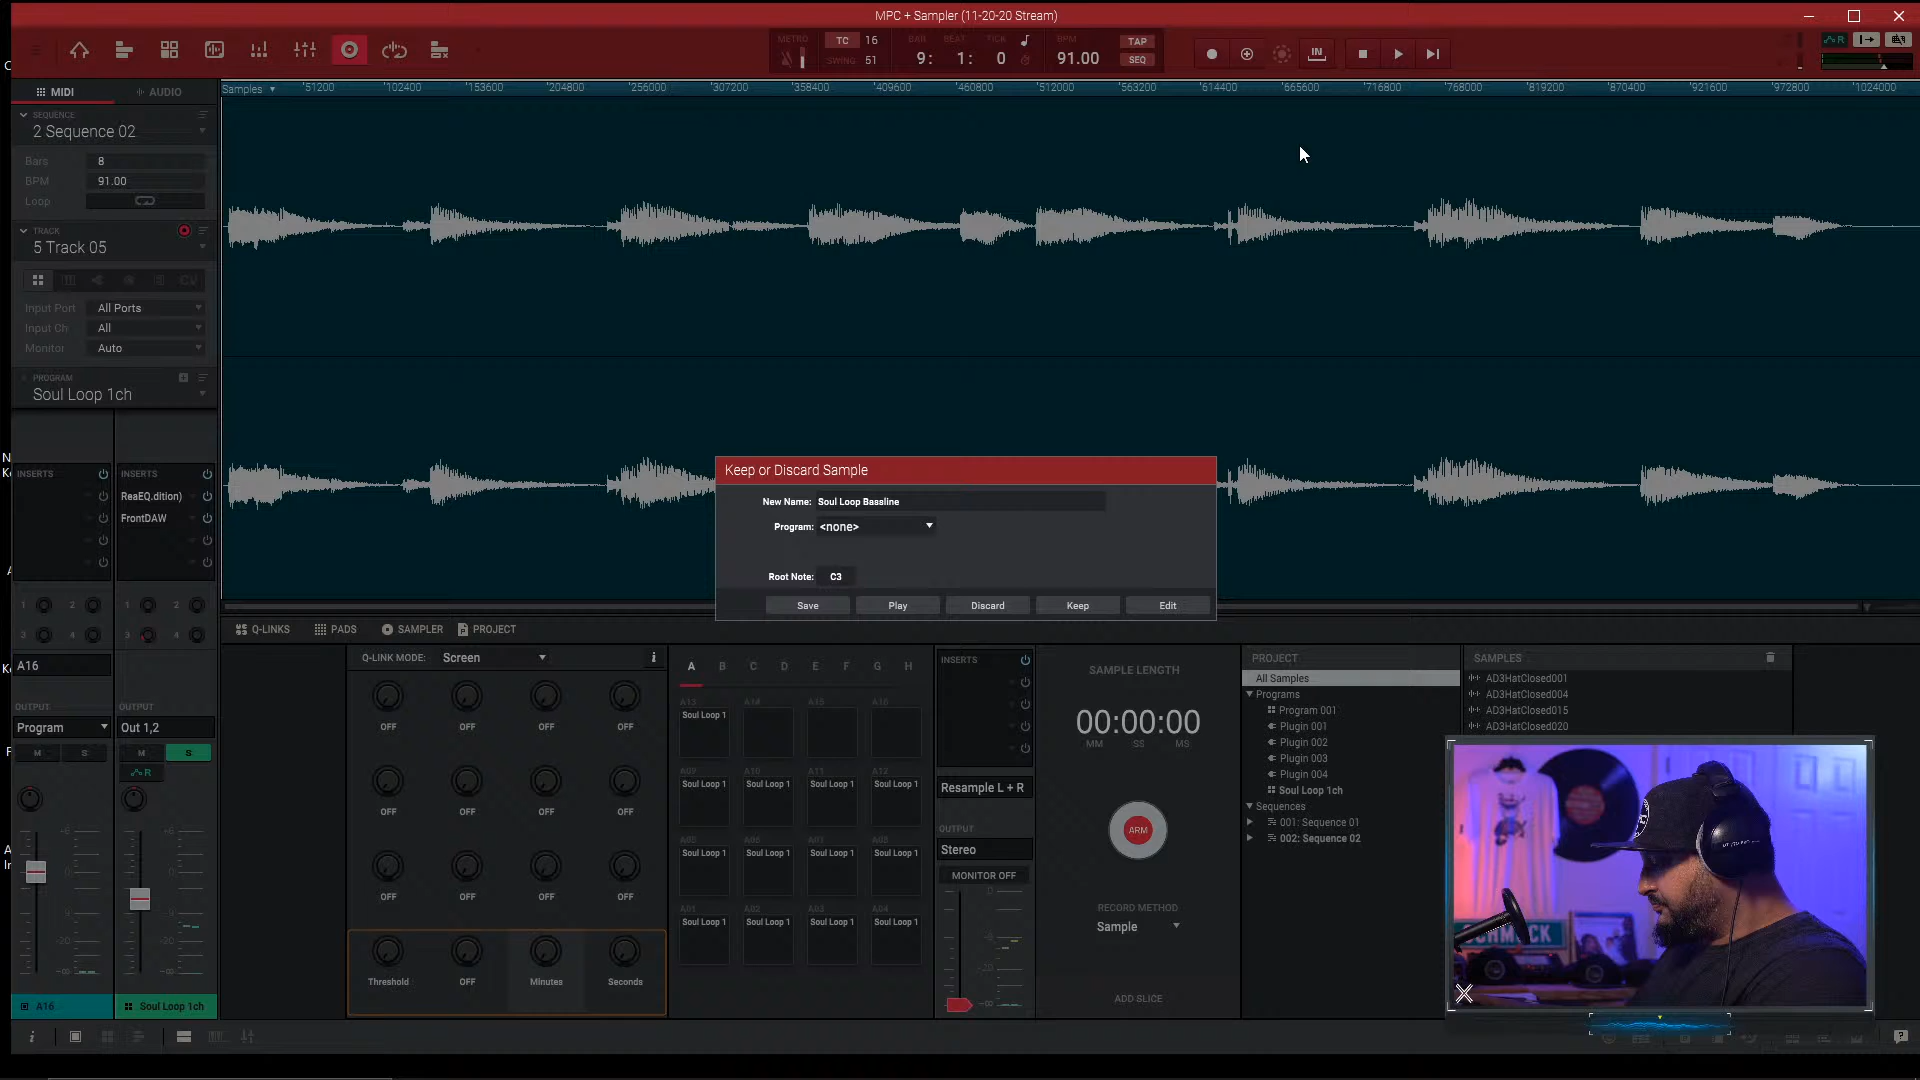 MPC + Sampler (11-20-20 Stream)
METRO
TC 16
SWING 51
BAR BEAT TICK
9: 1: 0
BPM
91.00
TAP
SEQ
IN
R
MIDI
AUDIO
Samples
51200 102400 153600 204800 256000 307200 358400 409600 460800 512000 563200 614400 665600 716800 768000 819200 870400 921600 972800 1024000
SEQUENCE
2 Sequence 02
Bars 8
BPM 91.00
Loop
TRACK
5 Track 05
Input Port All Ports
Input Ch All
Monitor Auto
PROGRAM
Soul Loop 1ch
Keep or Discard Sample
New Name: Soul Loop Bassline
Program: <none>
Root Note: C3
Save Play Discard Keep Edit
INSERTS INSERTS
ReaEQ.dition)
FrontDAW
1 2 1 2
3 4 3 4
A16
OUTPUT OUTPUT
Program Out 1,2
M S M S
R
A16 Soul Loop 1ch
Q-LINKS PADS SAMPLER PROJECT
Q-LINK MODE: Screen
OFF OFF OFF OFF
OFF OFF OFF OFF
OFF OFF OFF OFF
Threshold OFF Minutes Seconds
A B C D E F G H
A13 A14 A15 A16
Soul Loop 1
A09 A10 A11 A12
Soul Loop 1 Soul Loop 1 Soul Loop 1 Soul Loop 1
A05 A06 A07 A08
Soul Loop 1 Soul Loop 1 Soul Loop 1 Soul Loop 1
A01 A02 A03 A04
Soul Loop 1 Soul Loop 1 Soul Loop 1 Soul Loop 1
INSERTS
Resample L + R
OUTPUT
Stereo
MONITOR OFF
SAMPLE LENGTH
00:00:00
MM SS MS
ARM
RECORD METHOD
Sample
ADD SLICE
PROJECT
All Samples
Programs
Program 001
Plugin 001
Plugin 002
Plugin 003
Plugin 004
Soul Loop 1ch
Sequences
001: Sequence 01
002: Sequence 02
SAMPLES
AD3HatClosed001
AD3HatClosed004
AD3HatClosed015
AD3HatClosed020